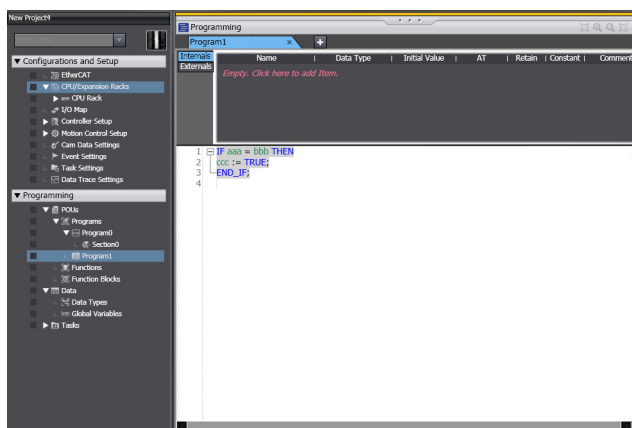 New Project4
Configurations and Setup
EtherCAT
CPU/Expansion Racks
CPU Rack
I/O Map
Controller Setup
Motion Control Setup
Cam Data Settings
Event Settings
Task Settings
Data Trace Settings
Programming
POUs
Programs
Program0
Section0
Program1
Functions
Function Blocks
Data
Data Types
Global Variables
Tasks
Programming
Program1 × +
Internals
Externals
Name | Data Type | Initial Value | AT | Retain | Constant | Comment
Empty. Click here to add Item.
1 IF aaa = bbb THEN
2 ccc := TRUE;
3 END_IF;
4